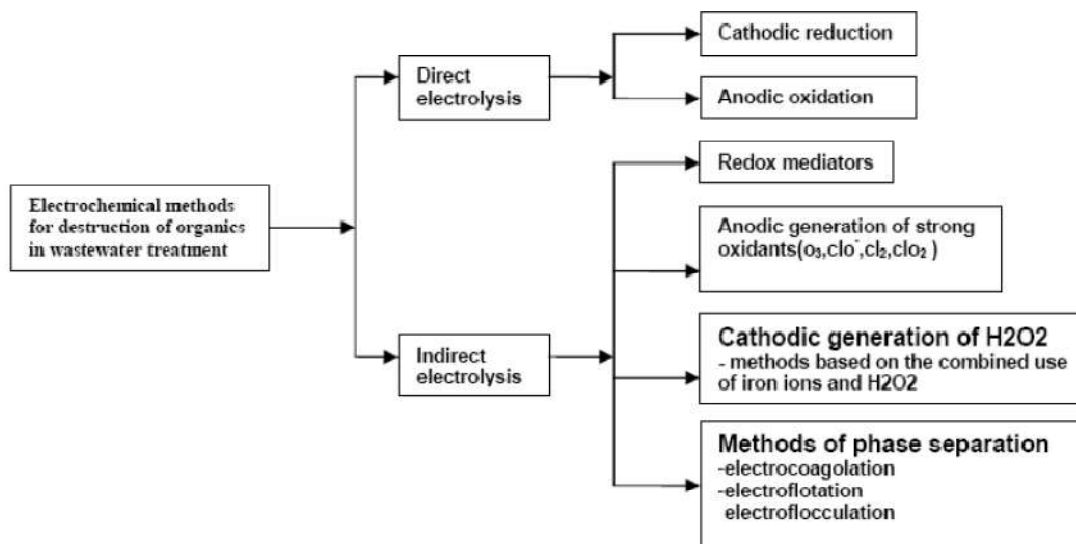 Cathodic reduction
Direct
electrolysis
Anodic oxidation
Redox mediators
Electrochemical methods
for destruction of organics
in wastewater treatment
Anodic generation of strong
oxidants(o₃,clo⁻,cl₂,clo₂ )
Indirect
electrolysis
Cathodic generation of H2O2
- methods based on the combined use
of iron ions and H2O2
Methods of phase separation
-electrocoagolation
-electroflotation
electroflocculation